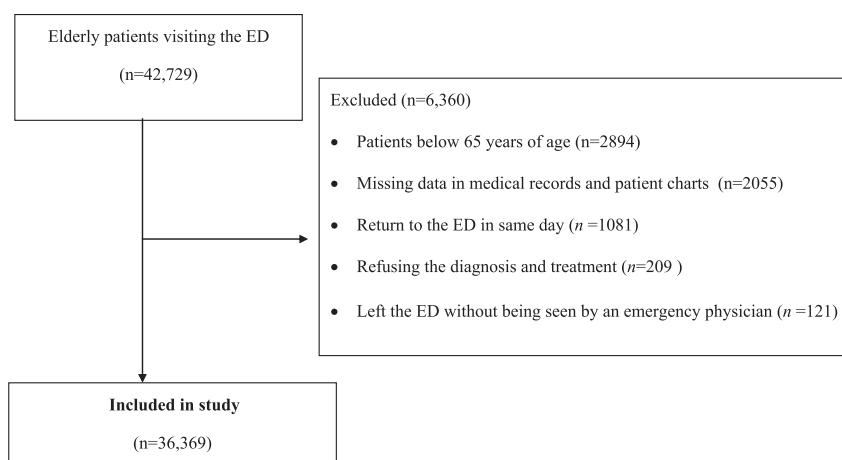 Elderly patients visiting the ED
(n=42,729)
Excluded (n=6,360)
• Patients below 65 years of age (n=2894)
• Missing data in medical records and patient charts (n=2055)
• Return to the ED in same day (n =1081)
• Refusing the diagnosis and treatment (n=209 )
• Left the ED without being seen by an emergency physician (n =121)
Included in study
(n=36,369)